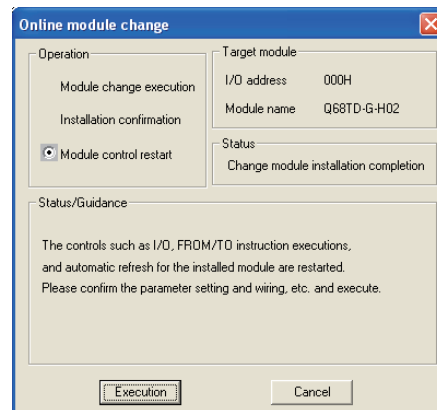 Online module change
Operation
Module change execution
Installation confirmation
Module control restart
Target module
I/O address 000H
Module name Q68TD-G-H02
Status
Change module installation completion
Status/Guidance
The controls such as I/O, FROM/TO instruction executions,
and automatic refresh for the installed module are restarted.
Please confirm the parameter setting and wiring, etc. and execute.
Execution Cancel